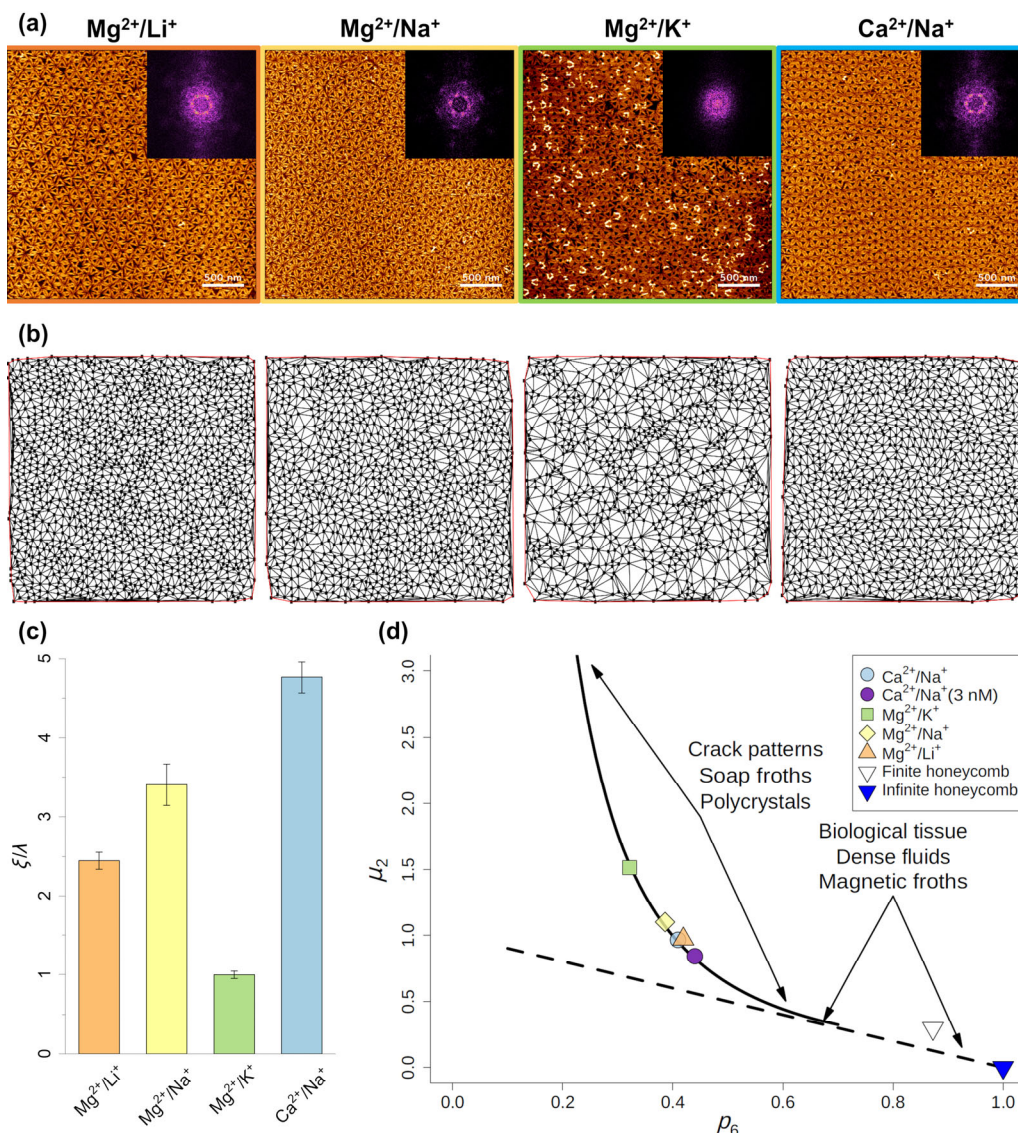 (a)
Mg²⁺/Li⁺ Mg²⁺/Na⁺ Mg²⁺/K⁺ Ca²⁺/Na⁺
500 nm 500 nm 500 nm 500 nm
(b)
(c)
5
4
3
2
1
0
ξ/λ
Mg²⁺/Li⁺ Mg²⁺/Na⁺ Mg²⁺/K⁺ Ca²⁺/Na⁺
(d)
3.0
2.5
2.0
1.5
1.0
0.5
0.0
μ₂
Crack patterns
Soap froths
Polycrystals
Ca²⁺/Na⁺
Ca²⁺/Na⁺(3 nM)
Mg²⁺/K⁺
Mg²⁺/Na⁺
Mg²⁺/Li⁺
Finite honeycomb
Infinite honeycomb
Biological tissue
Dense fluids
Magnetic froths
0.0 0.2 0.4 0.6 0.8 1.0
p₆